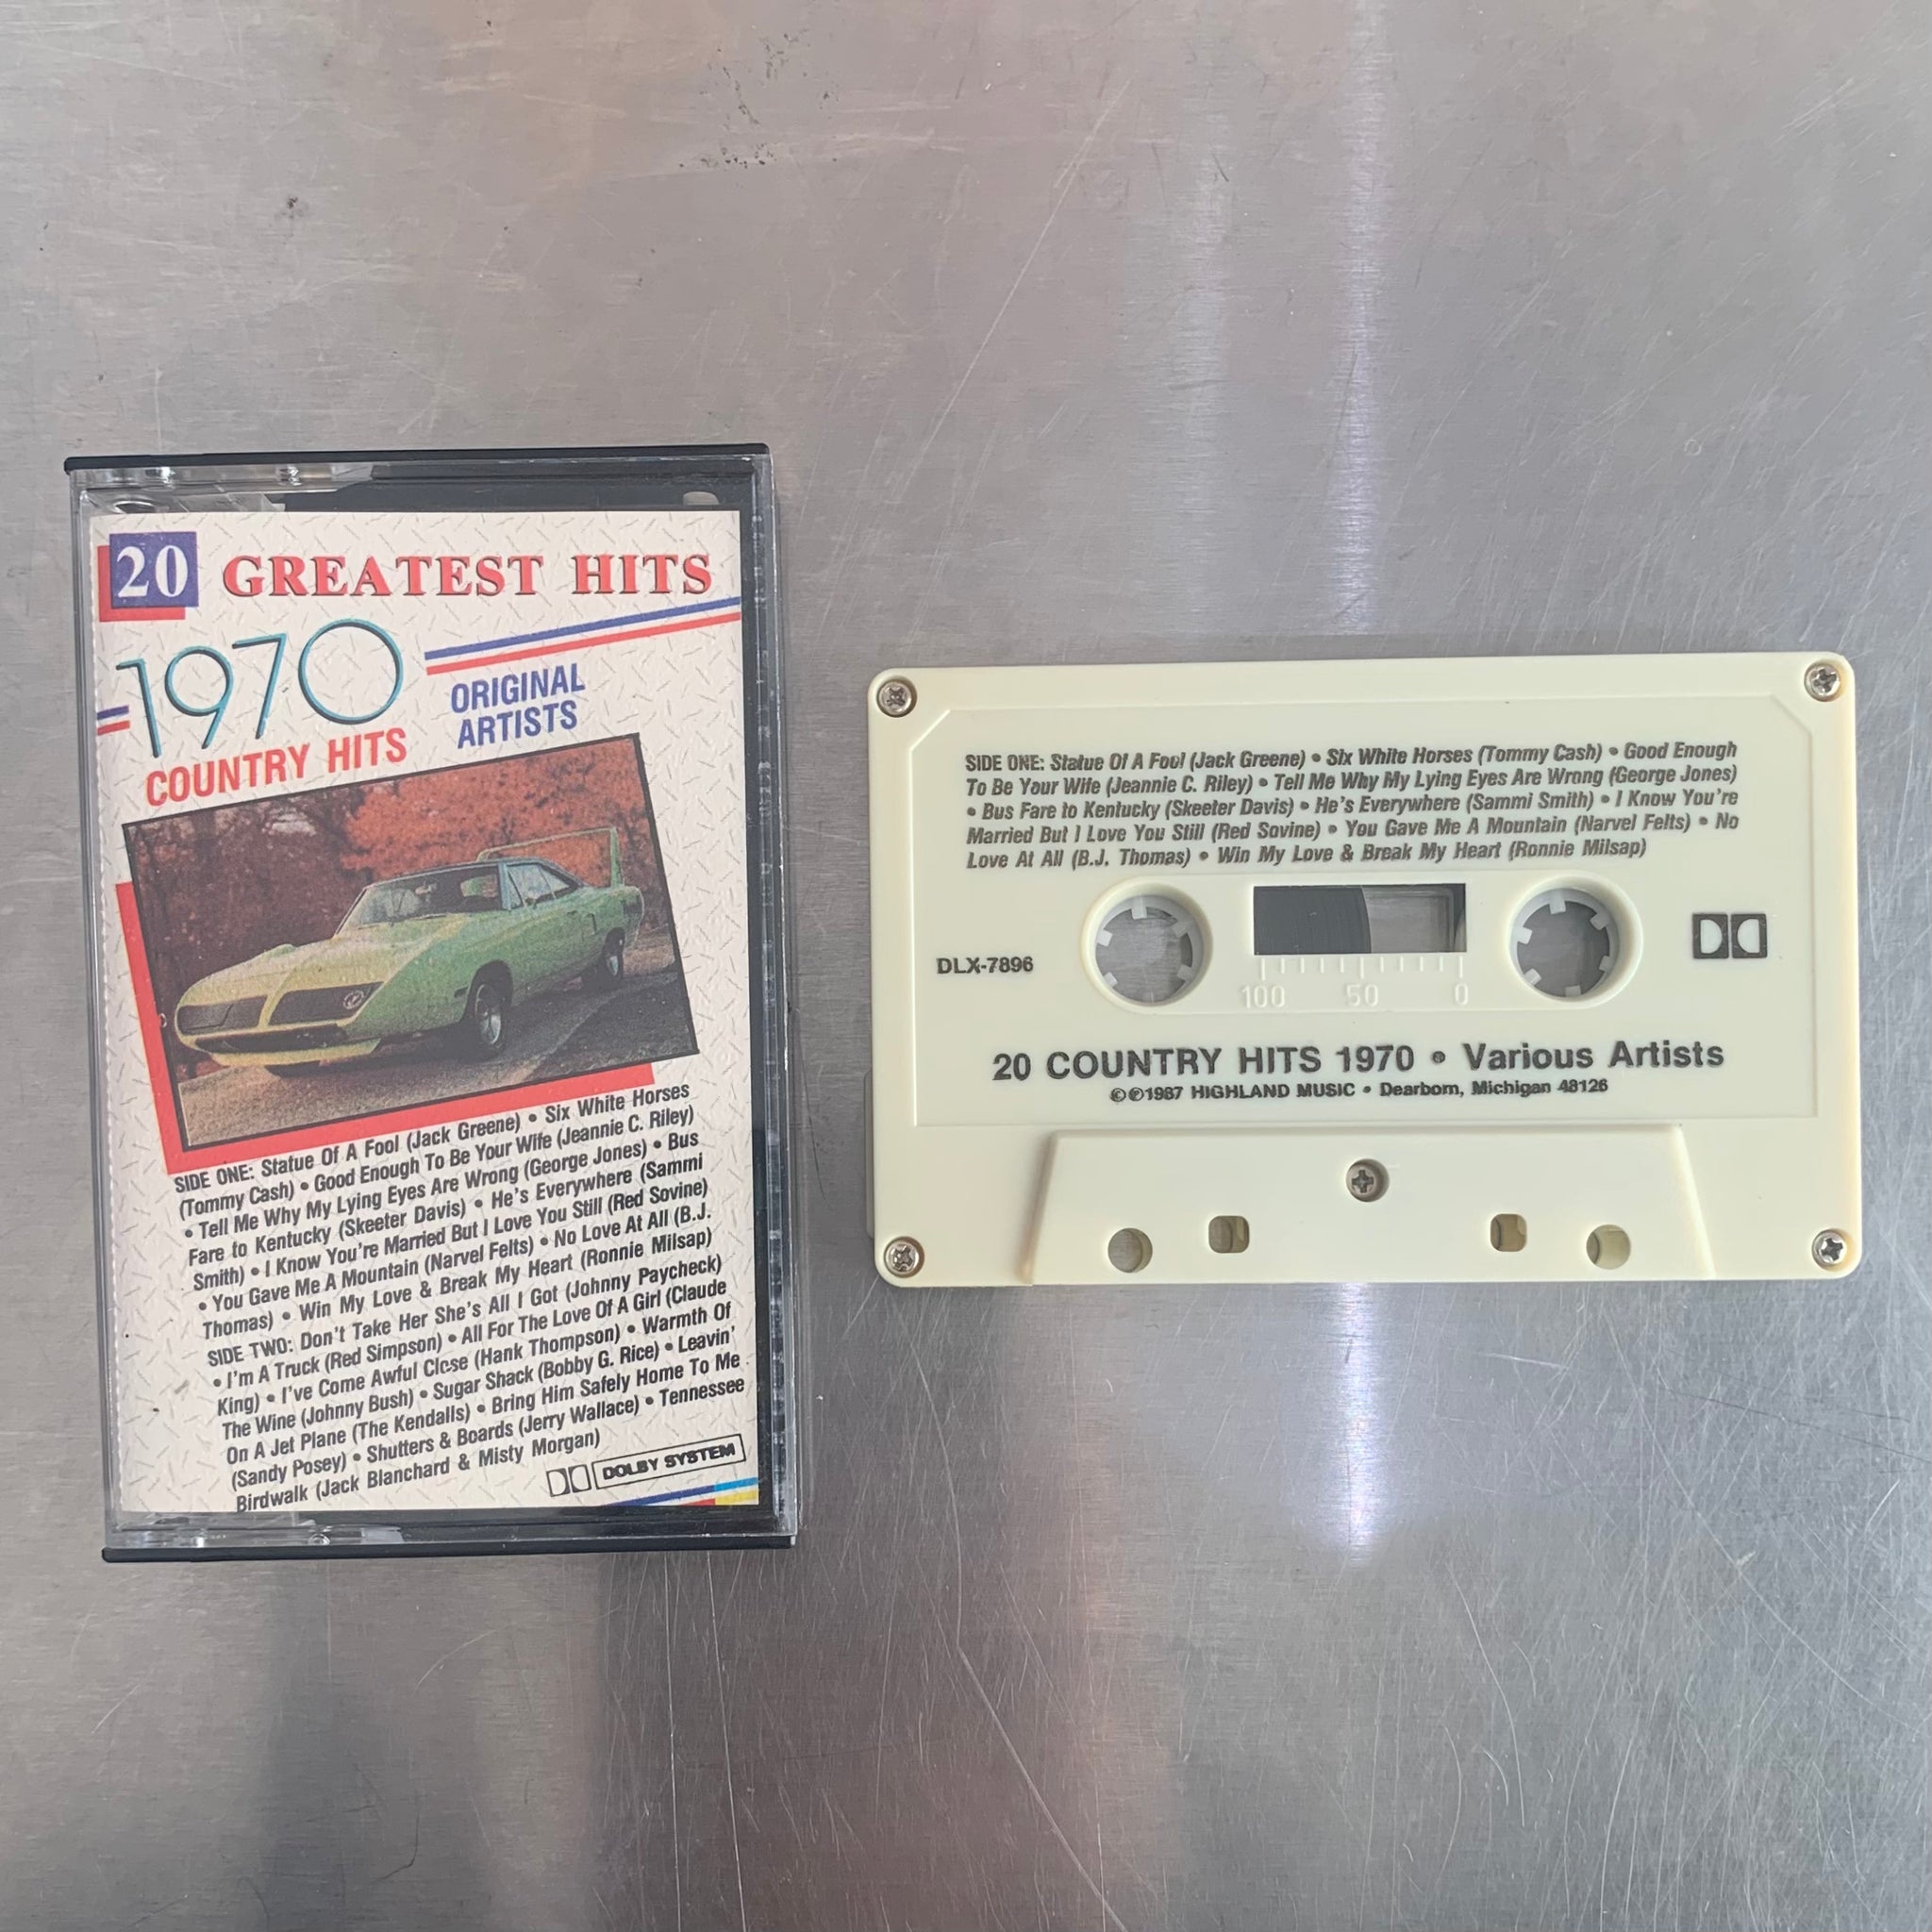 20 GREATEST HITS
1970
COUNTRY HITS
ORIGINAL
ARTISTS
SIDE ONE: Statue Of A Fool (Jack Greene) • Six White Horses
(Tommy Cash) • Good Enough To Be Your Wife (Jeannie C. Riley)
• Tell Me Why My Lying Eyes Are Wrong (George Jones) • Bus
Fare to Kentucky (Skeeter Davis) • He's Everywhere (Sammi
Smith) • I Know You're Married But I Love You Still (Red Sovine)
• You Gave Me A Mountain (Narvel Felts) • No Love At All (B.J.
Thomas) • Win My Love & Break My Heart (Ronnie Milsap)
SIDE TWO: Don't Take Her She's All I Got (Johnny Paycheck)
• I'm A Truck (Red Simpson) • All For The Love Of A Girl (Claude
King) • I've Come Awful Close (Hank Thompson) • Warmth Of
The Wine (Johnny Bush) • Sugar Shack (Bobby G. Rice) • Leavin'
On A Jet Plane (The Kendalls) • Bring Him Safely Home To Me
(Sandy Posey) • Shutters & Boards (Jerry Wallace) • Tennessee
Birdwalk (Jack Blanchard & Misty Morgan)
DOLBY SYSTEM
SIDE ONE: Statue Of A Fool (Jack Greene) • Six White Horses (Tommy Cash) • Good Enough
To Be Your Wife (Jeannie C. Riley) • Tell Me Why My Lying Eyes Are Wrong (George Jones)
• Bus Fare to Kentucky (Skeeter Davis) • He's Everywhere (Sammi Smith) • I Know You're
Married But I Love You Still (Red Sovine) • You Gave Me A Mountain (Narvel Felts) • No
Love At All (B.J. Thomas) • Win My Love & Break My Heart (Ronnie Milsap)
DLX-7896
100 50 0
20 COUNTRY HITS 1970 • Various Artists
©℗1987 HIGHLAND MUSIC • Dearborn, Michigan 48126